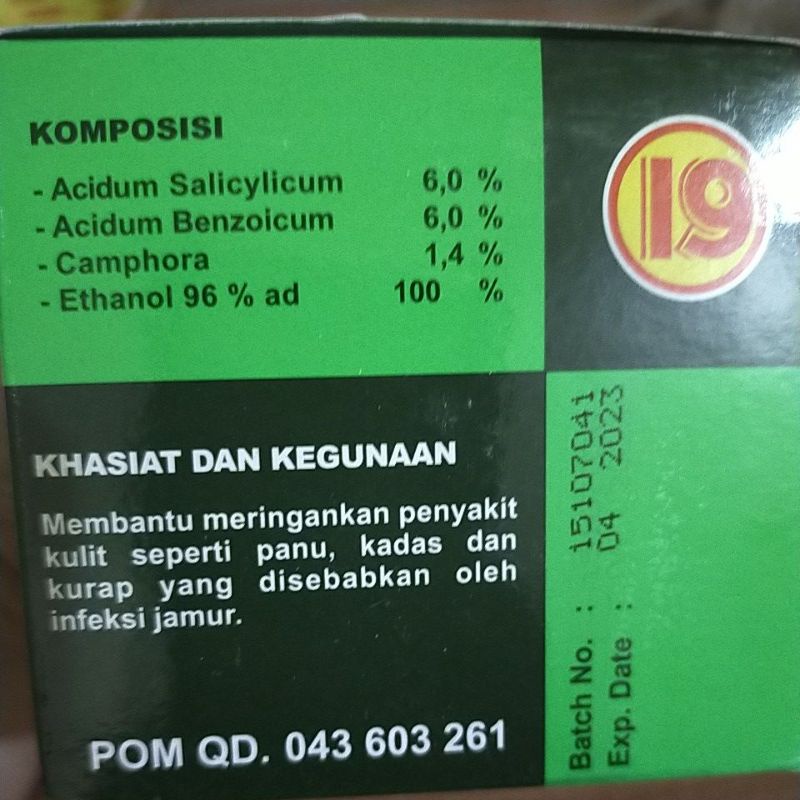 KOMPOSISI
- Acidum Salicylicum 6,0 %
- Acidum Benzoicum 6,0 %
- Camphora 1,4 %
- Ethanol 96 % ad 100 %
19
KHASIAT DAN KEGUNAAN
Membantu meringankan penyakit
kulit seperti panu, kadas dan
kurap yang disebabkan oleh
infeksi jamur.
POM QD. 043 603 261
Batch No. : 15107041
Exp. Date : 04 2023